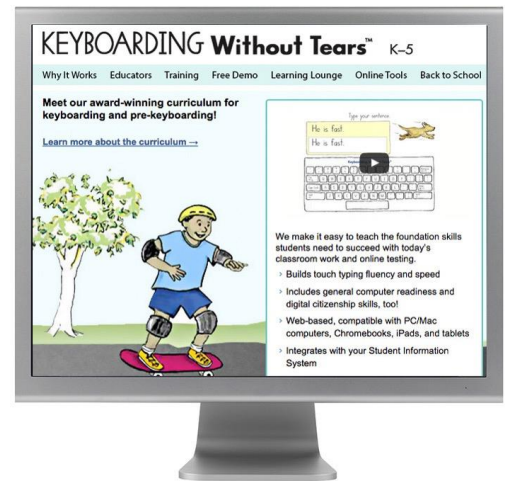 KEYBOARDING Without Tears™ K–5
Why It Works Educators Training Free Demo Learning Lounge Online Tools Back to School
Meet our award-winning curriculum for
keyboarding and pre-keyboarding!
Learn more about the curriculum →
Type your sentence
He is fast.
He is fast.
We make it easy to teach the foundation skills
students need to succeed with today's
classroom work and online testing.
› Builds touch typing fluency and speed
› Includes general computer readiness and
digital citizenship skills, too!
› Web-based, compatible with PC/Mac
computers, Chromebooks, iPads, and tablets
› Integrates with your Student Information
System